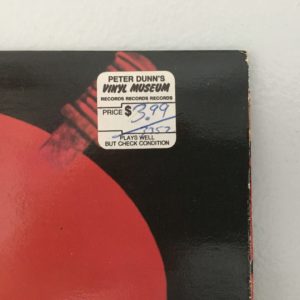 PETER DUNN'S
VINYL MUSEUM
RECORDS RECORDS RECORDS
PRICE $ 3.99
PLAYS WELL
BUT CHECK CONDITION